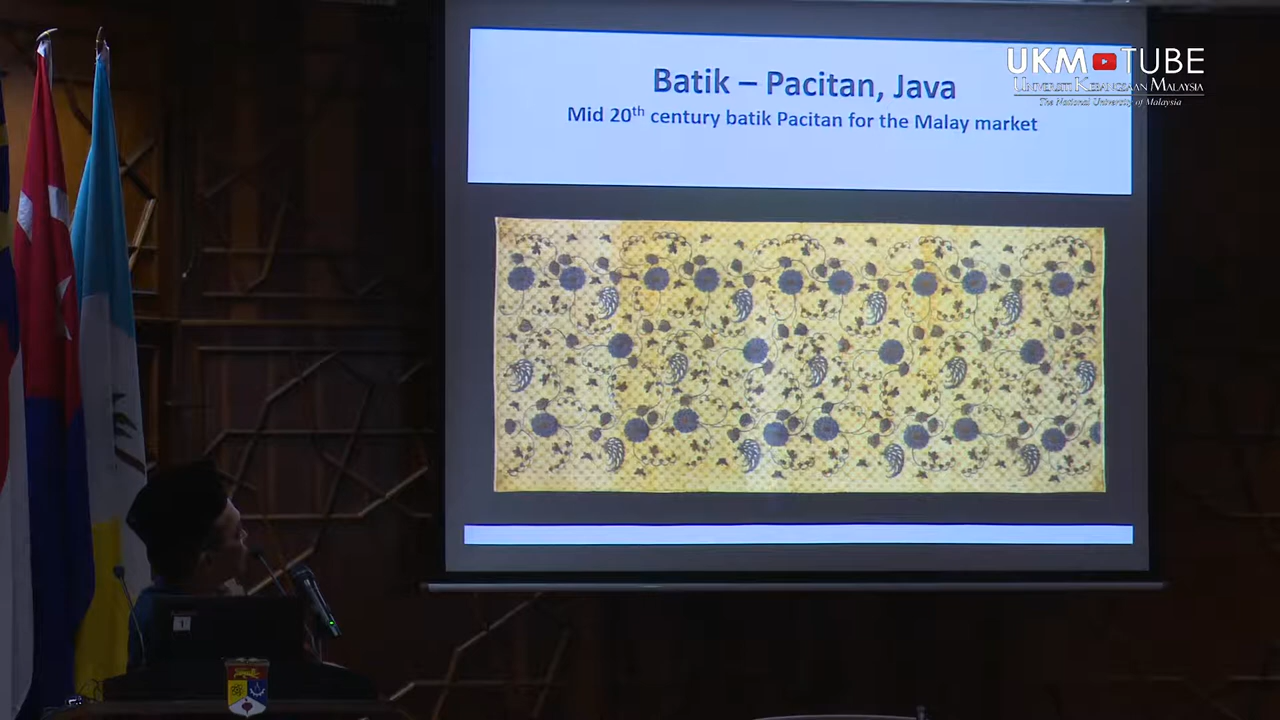 Batik – Pacitan, Java
Mid 20th century batik Pacitan for the Malay market
UKM TUBE
UNIVERSITI KEBANGSAAN MALAYSIA
The National University of Malaysia
1